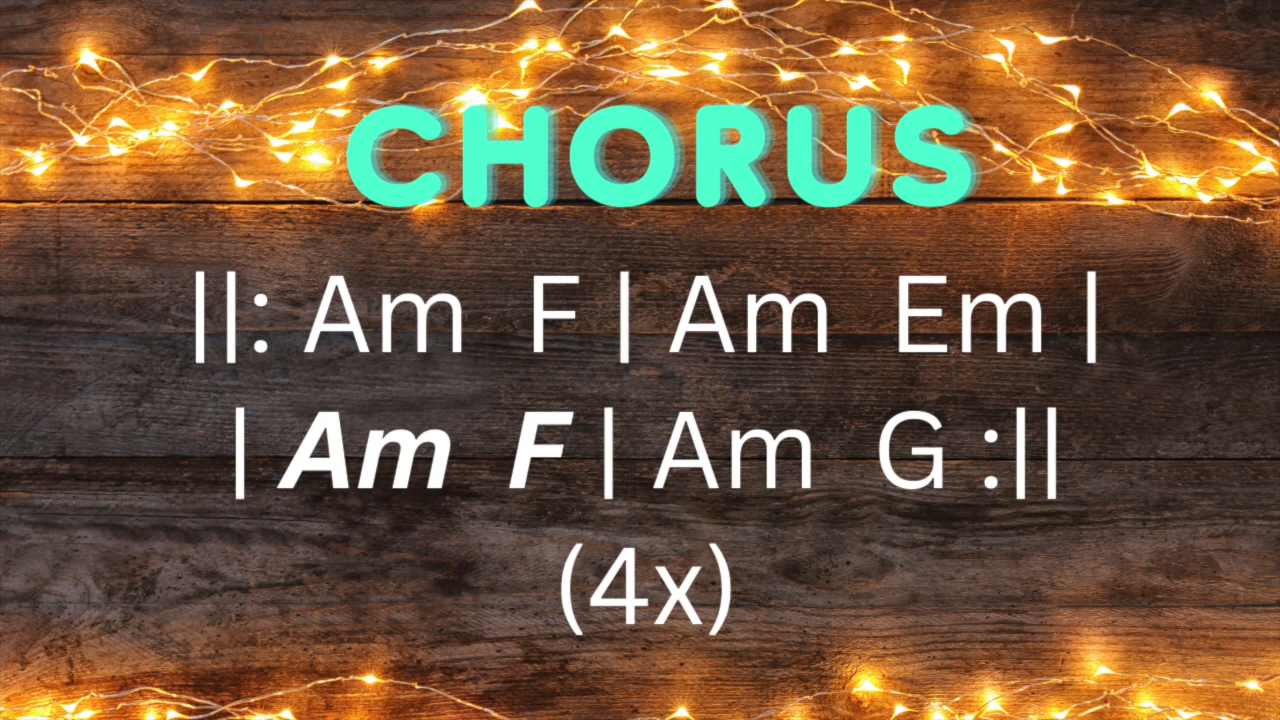 CHORUS
||: Am F | Am Em |
| Am F | Am G :||
(4x)